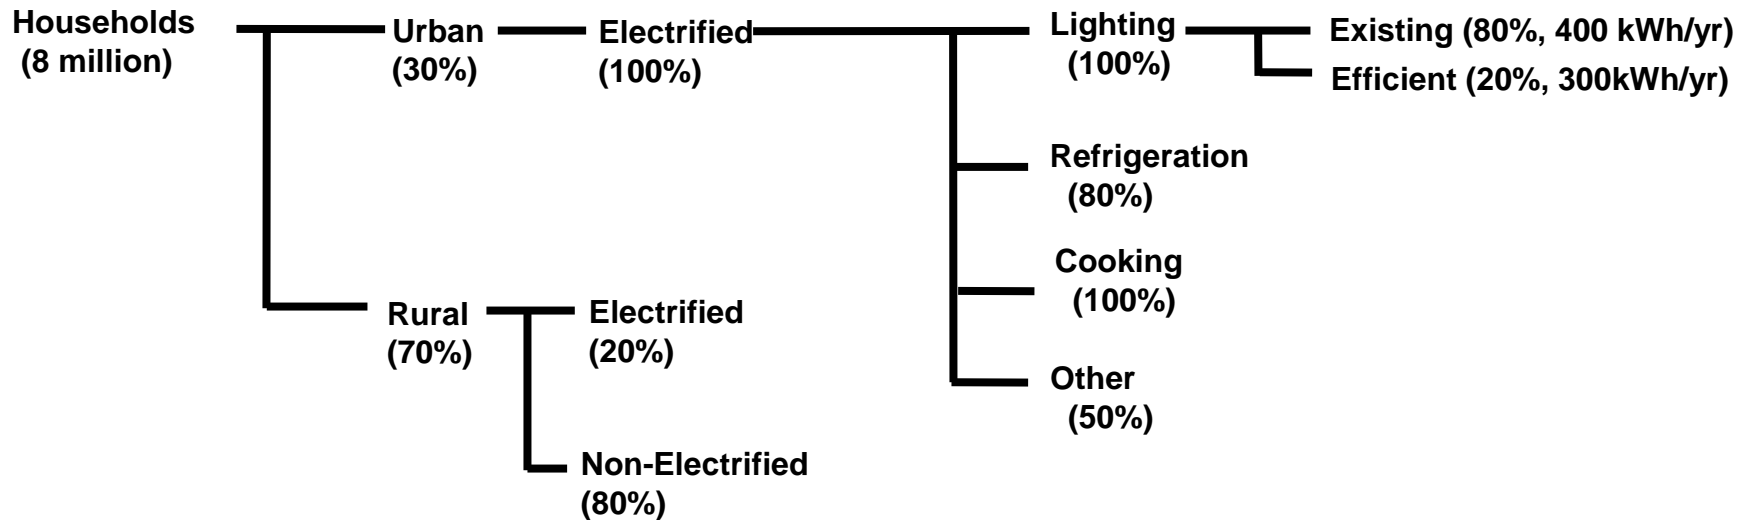 Households
(8 million)
Urban
(30%)
Electrified
(100%)
Lighting
(100%)
Existing (80%, 400 kWh/yr)
Efficient (20%, 300kWh/yr)
Refrigeration
(80%)
Cooking
(100%)
Other
(50%)
Rural
(70%)
Electrified
(20%)
Non-Electrified
(80%)